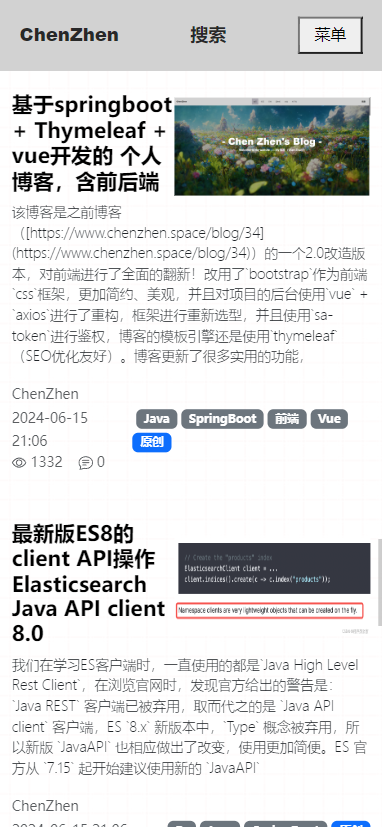 ChenZhen 搜索 菜单
基于springboot
+ Thymeleaf +
vue开发的 个人
博客，含前后端
- Chen Zhen's Blog -
该博客是之前博客
（[https://www.chenzhen.space/blog/34]
(https://www.chenzhen.space/blog/34)）的一个2.0改造版
本，对前端进行了全面的翻新！改用了`bootstrap`作为前端
`css`框架，更加简约、美观，并且对项目的后台使用`vue` +
`axios`进行了重构，框架进行重新选型，并且使用`sa-
token`进行鉴权，博客的模板引擎还是使用`thymeleaf`
（SEO优化友好）。博客更新了很多实用的功能，
ChenZhen
2024-06-15
21:06
Java SpringBoot 前端 Vue
原创
1332 0
最新版ES8的
client API操作
Elasticsearch
Java API client
8.0
// Create the "products" index
ElasticsearchClient client = ...
client.indices().create(c -> c.index("products"));
Namespace clients are very lightweight objects that can be created on the fly.
我们在学习ES客户端时，一直使用的都是`Java High Level
Rest Client`，在浏览官网时，发现官方给出的警告是：
`Java REST` 客户端已被弃用，取而代之的是 `Java API
client` 客户端，ES `8.x` 新版本中，`Type` 概念被弃用，所
以新版 `JavaAPI` 也相应做出了改变，使用更加简便。ES 官
方从 `7.15` 起开始建议使用新的 `JavaAPI`
ChenZhen